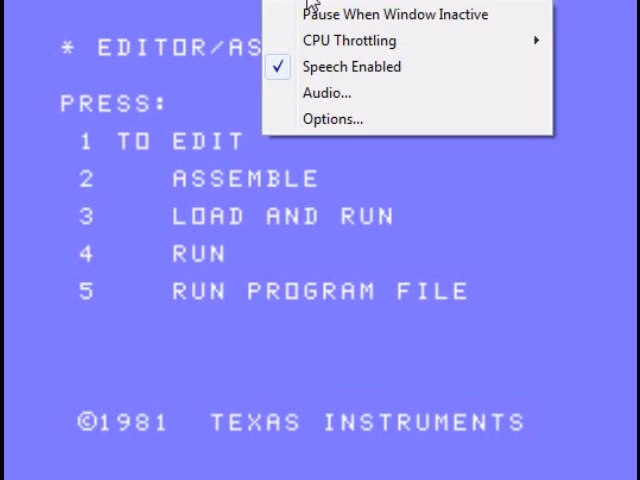 * EDITOR/AS
Pause When Window Inactive
CPU Throttling
Speech Enabled
Audio...
Options...
PRESS:
1 TO EDIT
2 ASSEMBLE
3 LOAD AND RUN
4 RUN
5 RUN PROGRAM FILE
©1981 TEXAS INSTRUMENTS